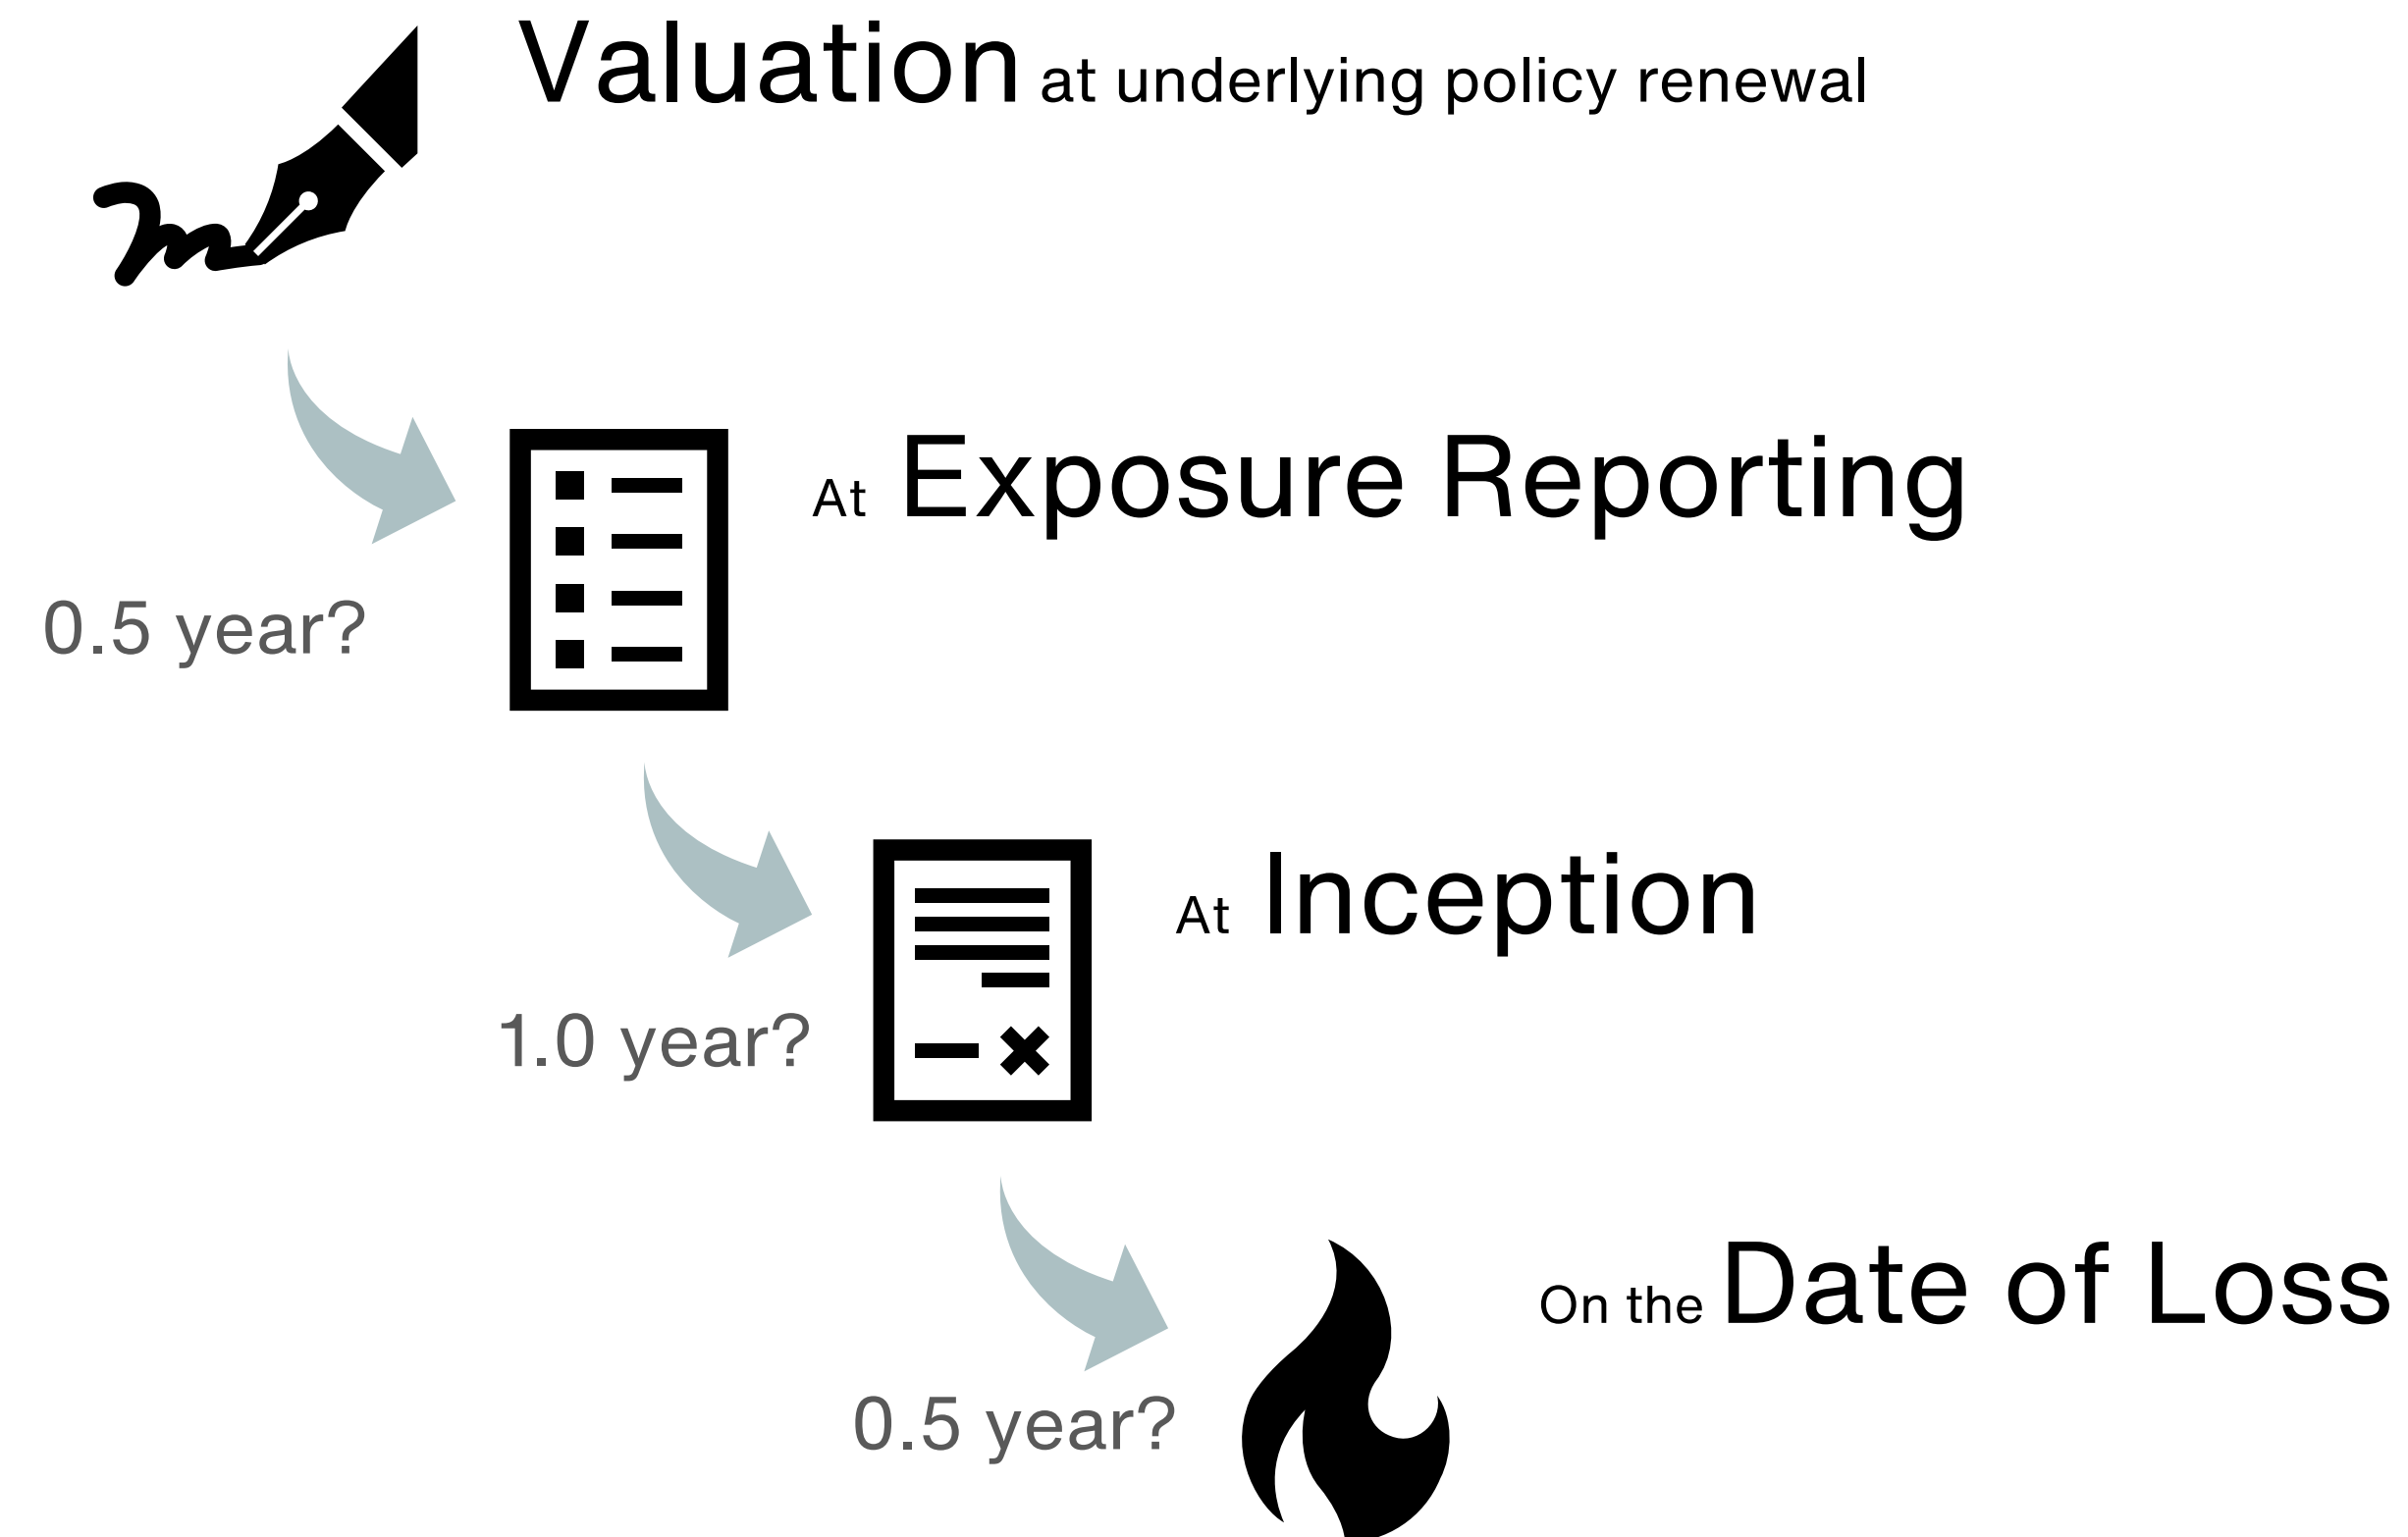 Valuation at underlying policy renewal
At Exposure Reporting
0.5 year?
At Inception
1.0 year?
On the Date of Loss
0.5 year?